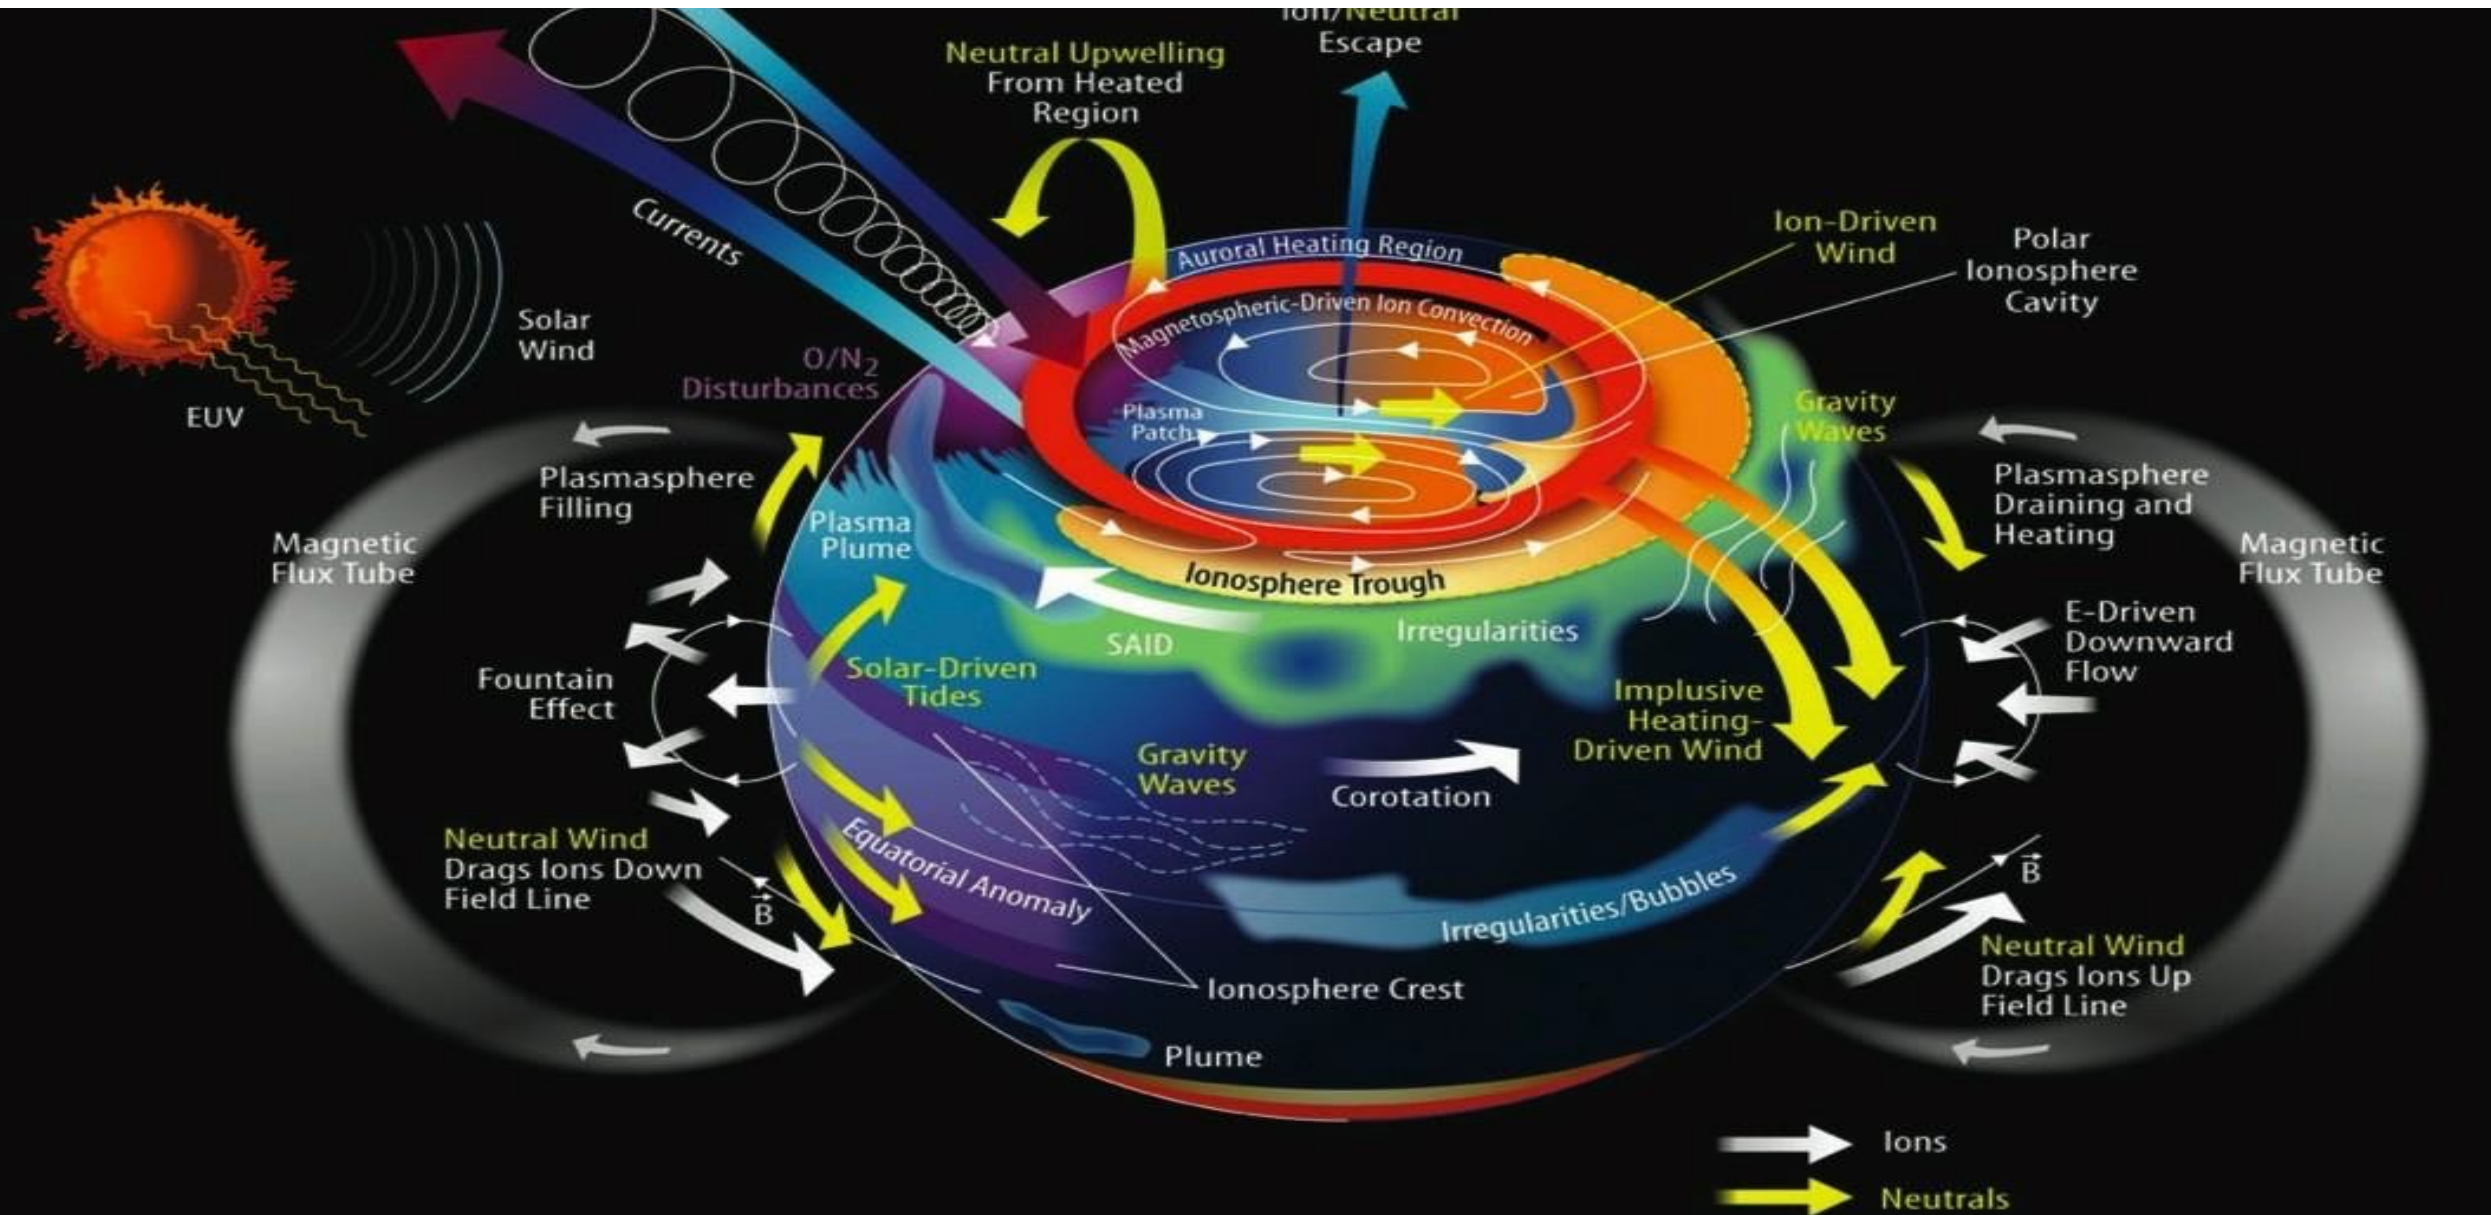 Ion/Neutral
Escape
Neutral Upwelling
From Heated
Region
Currents
Solar
Wind
EUV
O/N2
Disturbances
Auroral Heating Region
Magnetospheric-Driven Ion Convection
Ion-Driven
Wind
Polar
Ionosphere
Cavity
Plasma
Patch
Gravity
Waves
Plasmasphere
Filling
Magnetic
Flux Tube
Plasma
Plume
Ionosphere Trough
SAID
Irregularities
Plasmasphere
Draining and
Heating
Magnetic
Flux Tube
E-Driven
Downward
Flow
Fountain
Effect
Solar-Driven
Tides
Gravity
Waves
Corotation
Implusive
Heating-
Driven Wind
Neutral Wind
Drags Ions Down
Field Line
B
Equatorial Anomaly
Irregularities/Bubbles
B
Neutral Wind
Drags Ions Up
Field Line
Ionosphere Crest
Plume
Ions
Neutrals